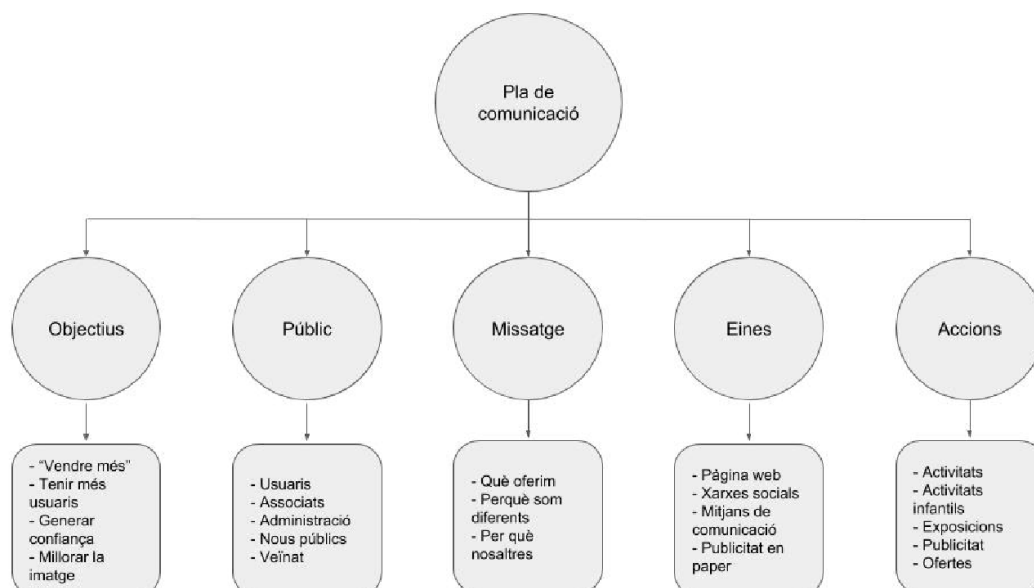 Pla de
comunicació
Objectius
Públic
Missatge
Eines
Accions
- “Vendre més”
- Tenir més
usuaris
- Generar
confiança
- Millorar la
imatge
- Usuaris
- Associats
- Administració
- Nous públics
- Veïnat
- Què oferim
- Perquè som
diferents
- Per què
nosaltres
- Pàgina web
- Xarxes socials
- Mitjans de
comunicació
- Publicitat en
paper
- Activitats
- Activitats
infantils
- Exposicions
- Publicitat
- Ofertes